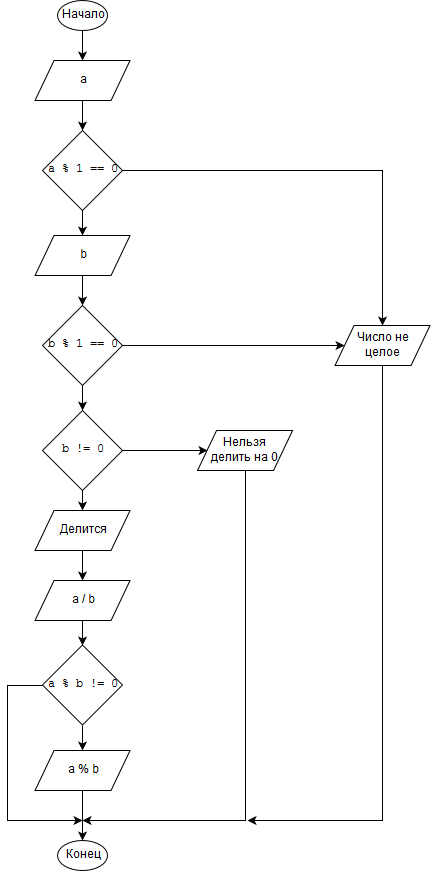 Начало
a
a % 1 == 0
b
b % 1 == 0
Число не
целое
b != 0
Нельзя
делить на 0
Делится
a / b
a % b != 0
a % b
Конец